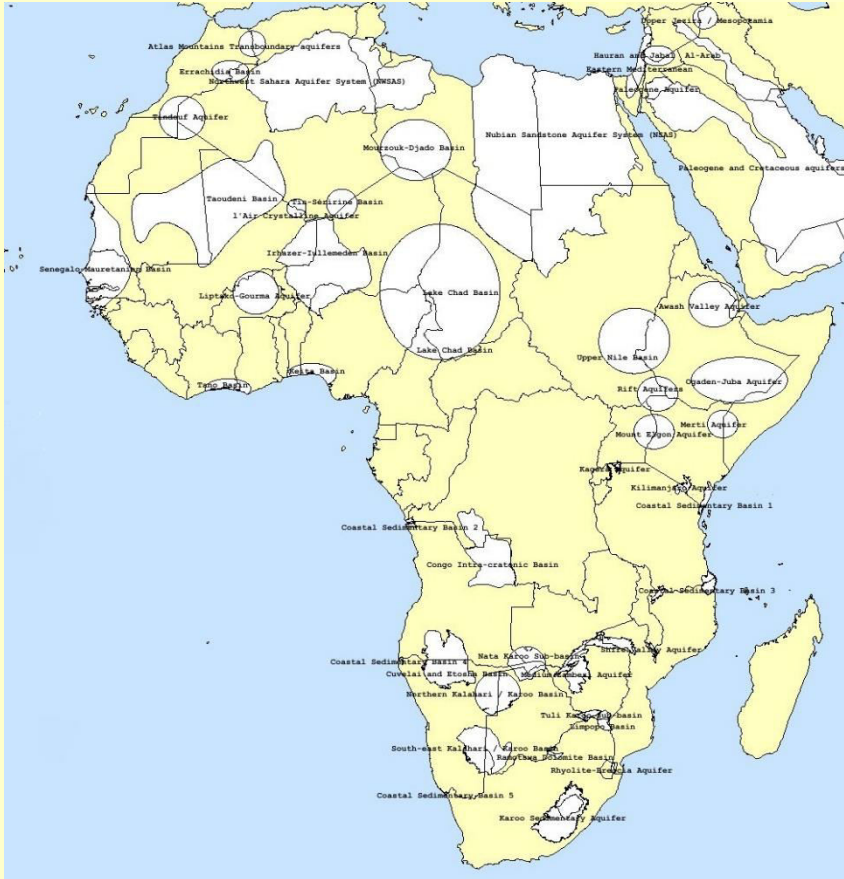 Upper Jezira / Mesopotamia
Atlas Mountains Transboundary aquifers
Hauran and Jabal Al-Arab
Eastern Mediterranean
Errachidia Basin
Northwest Sahara Aquifer System (NWSAS)
Paleogene Aquifer
Tindouf Aquifer
Nubian Sandstone Aquifer System (NSAS)
Mourzouk-Djado Basin
Paleogene and Cretaceous aquifers
Taoudeni Basin
Tin-Séririne Basin
l'Air Crystalline Aquifer
Irhazer-Iullemeden Basin
Senegalo-Mauretanian Basin
Liptako-Gourma Aquifer
Lake Chad Basin
Awash Valley Aquifer
Lake Chad Basin
Upper Nile Basin
Keita Basin
Tano Basin
Ogaden-Juba Aquifer
Rift Aquifers
Merti Aquifer
Mount Elgon Aquifer
Kagera Aquifer
Kilimanjaro Aquifer
Coastal Sedimentary Basin 1
Coastal Sedimentary Basin 2
Congo Intra-cratonic Basin
Coastal Sedimentary Basin 3
Shire Valley Aquifer
Nata Karoo Sub-basin
Coastal Sedimentary Basin 4
Cuvelai and Etosha Basin
Medium Zambezi Aquifer
Northern Kalahari / Karoo Basin
Tuli Karoo Sub-basin
Limpopo Basin
South-east Kalahari / Karoo Basin
Ramotswa Dolomite Basin
Rhyolite-Breccia Aquifer
Coastal Sedimentary Basin 5
Karoo Sedimentary Aquifer